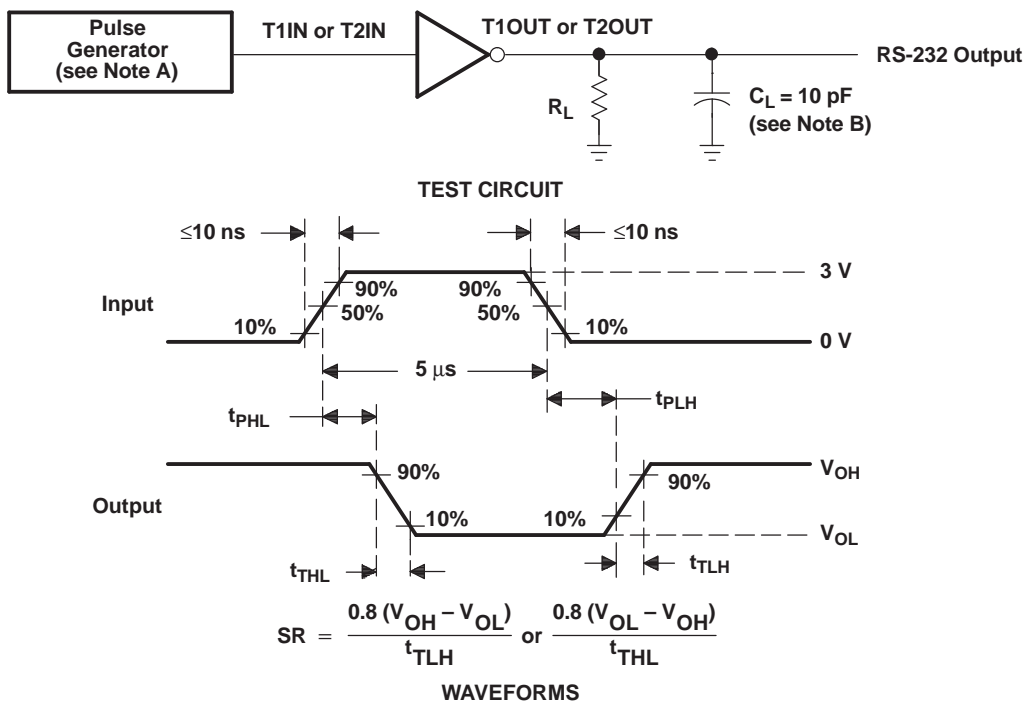 Pulse
Generator
(see Note A)
T1IN or T2IN
T1OUT or T2OUT
RS-232 Output
RL
CL = 10 pF
(see Note B)
TEST CIRCUIT
≤10 ns
≤10 ns
3 V
Input
90%
90%
50%
50%
10%
10%
0 V
5 μs
tPHL
tPLH
VOH
90%
90%
Output
10%
10%
VOL
tTHL
tTLH
SR = 0.8 (VOH – VOL) / tTLH or 0.8 (VOL – VOH) / tTHL
WAVEFORMS